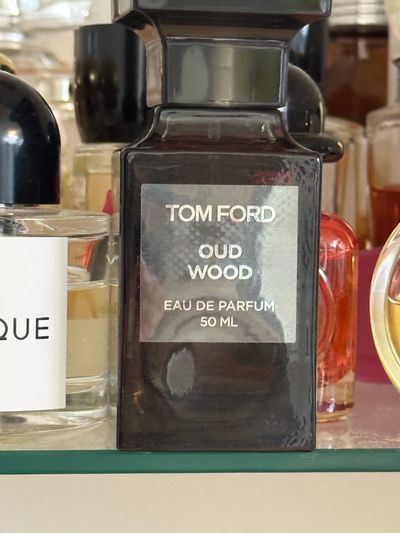 TOM FORD
OUD
WOOD
EAU DE PARFUM
50 ML
QUE